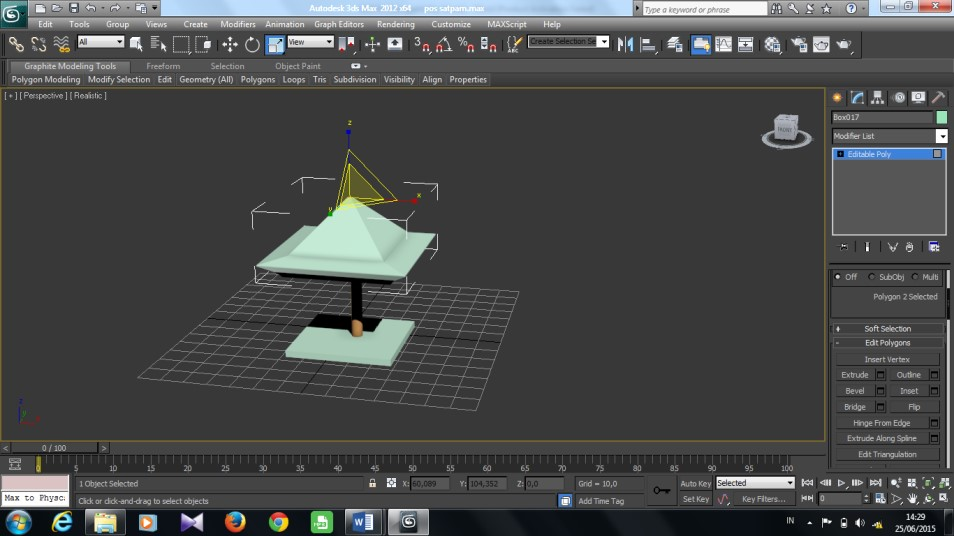 Autodesk 3ds Max 2012 x64 pos satpam.max
Type a keyword or phrase
Edit Tools Group Views Create Modifiers Animation Graph Editors Rendering Customize MAXScript Help
All
View
Create Selection Se
Graphite Modeling Tools Freeform Selection Object Paint
Polygon Modeling Modify Selection Edit Geometry (All) Polygons Loops Tris Subdivision Visibility Align Properties
[ + ] [ Perspective ] [ Realistic ]
FRONT
z
x
y
z
y
Box017
Modifier List
Editable Poly
Off SubObj Multi
Polygon 2 Selected
+ Soft Selection
- Edit Polygons
Insert Vertex
Extrude Outline
Bevel Inset
Bridge Flip
Hinge From Edge
Extrude Along Spline
Edit Triangulation
< 0 / 100 >
0 5 10 15 20 25 30 35 40 45 50 55 60 65 70 75 80 85 90 95 100
1 Object Selected
X: 60,089 Y: 104,352 Z: 0,0
Grid = 10,0
Auto Key Selected
Max to Physc
Click or click-and-drag to select objects
Add Time Tag
Set Key Key Filters...
0
IN
14:29
25/06/2015